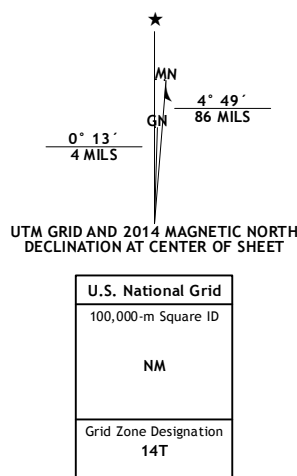 ★
MN
4° 49´
86 MILS
GN
0° 13´
4 MILS
UTM GRID AND 2014 MAGNETIC NORTH
DECLINATION AT CENTER OF SHEET
U.S. National Grid
100,000-m Square ID
NM
Grid Zone Designation
14T